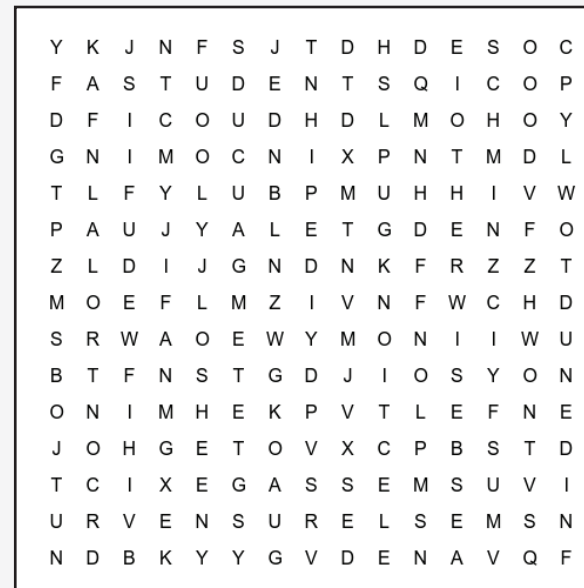 Y K J N F S J T D H D E S O C
F A S T U D E N T S Q I C O P
D F I C O U D H D L M O H O Y
G N I M O C N I X P N T M D L
T L F Y L U B P M U H H I V W
P A U J Y A L E T G D E N F O
Z L D I J G N D N K F R Z Z T
M O E F L M Z I V N F W C H D
S R W A O E W Y M O N I I W U
B T F N S T G D J I O S Y O N
O N I M H E K P V T L E F N E
J O H G E T O V X C P B S T D
T C I X E G A S S E M S U V I
U R V E N S U R E L S E M S N
N D B K Y Y G V D E N A V Q F